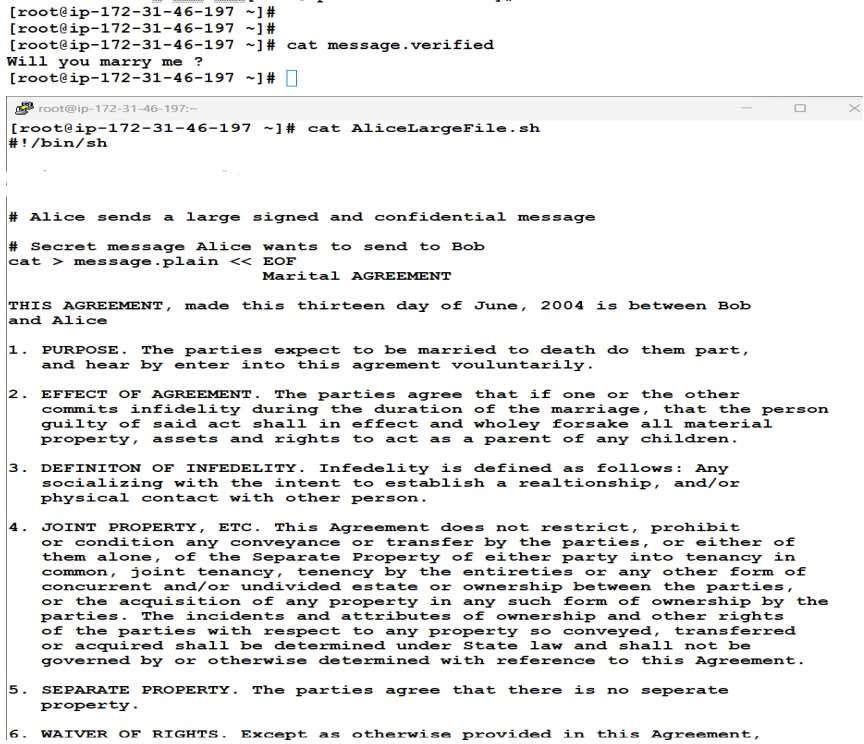 [root@ip-172-31-46-197 ~]#
[root@ip-172-31-46-197 ~]#
[root@ip-172-31-46-197 ~]# cat message.verified
Will you marry me ?
[root@ip-172-31-46-197 ~]#
root@ip-172-31-46-197:~
[root@ip-172-31-46-197 ~]# cat AliceLargeFile.sh
#!/bin/sh
# Alice sends a large signed and confidential message
# Secret message Alice wants to send to Bob
cat > message.plain << EOF
Marital AGREEMENT
THIS AGREEMENT, made this thirteen day of June, 2004 is between Bob
and Alice
1. PURPOSE. The parties expect to be married to death do them part,
and hear by enter into this agrement vouluntarily.
2. EFFECT OF AGREEMENT. The parties agree that if one or the other
commits infidelity during the duration of the marriage, that the person
guilty of said act shall in effect and wholey forsake all material
property, assets and rights to act as a parent of any children.
3. DEFINITON OF INFEDELITY. Infedelity is defined as follows: Any
socializing with the intent to establish a realtionship, and/or
physical contact with other person.
4. JOINT PROPERTY, ETC. This Agreement does not restrict, prohibit
or condition any conveyance or transfer by the parties, or either of
them alone, of the Separate Property of either party into tenancy in
common, joint tenancy, tenency by the entireties or any other form of
concurrent and/or undivided estate or ownership between the parties,
or the acquisition of any property in any such form of ownership by the
parties. The incidents and attributes of ownership and other rights
of the parties with respect to any property so conveyed, transferred
or acquired shall be determined under State law and shall not be
governed by or otherwise determined with reference to this Agreement.
5. SEPARATE PROPERTY. The parties agree that there is no seperate
property.
6. WAIVER OF RIGHTS. Except as otherwise provided in this Agreement,